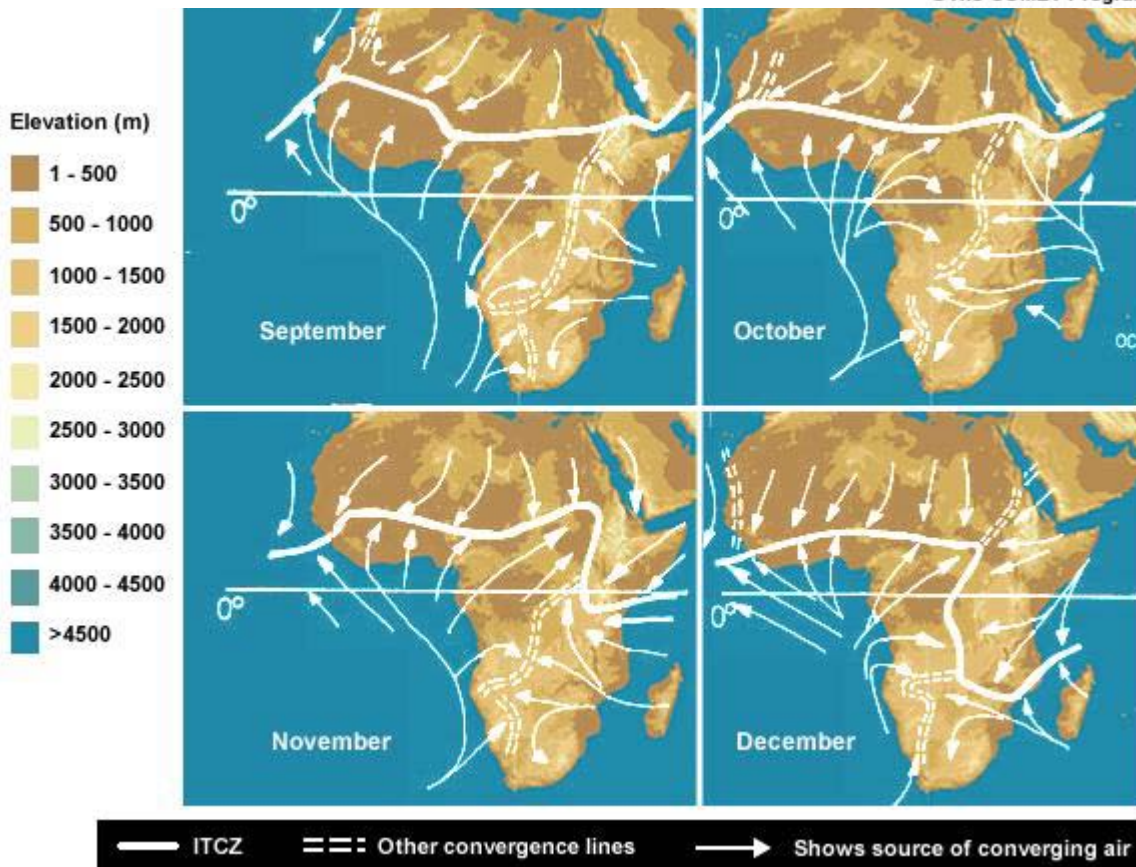 Elevation (m)
1 - 500
500 - 1000
1000 - 1500
1500 - 2000
2000 - 2500
2500 - 3000
3000 - 3500
3500 - 4000
4000 - 4500
>4500
0°
September
0°
October
0°
November
0°
December
ITCZ
Other convergence lines
Shows source of converging air